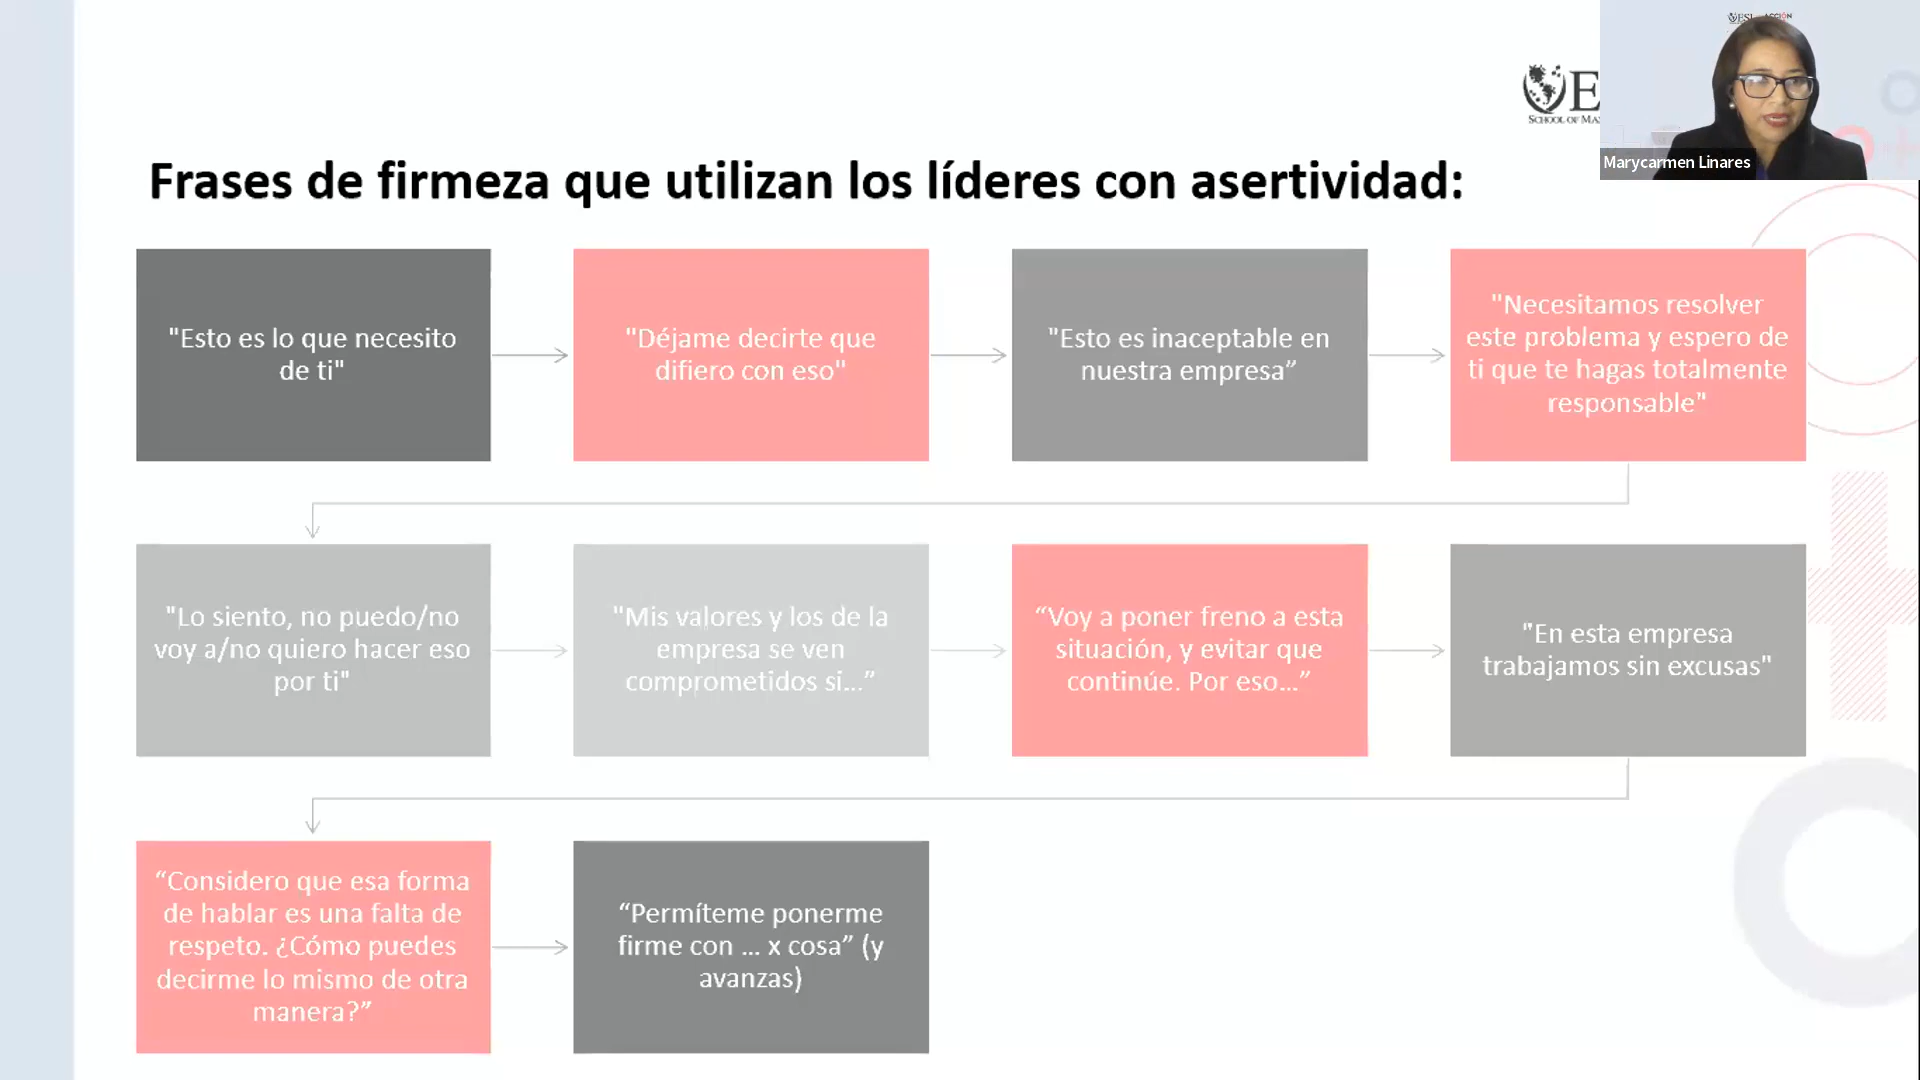 Marycarmen Linares
Frases de firmeza que utilizan los líderes con asertividad:
"Esto es lo que necesito
de ti"
"Déjame decirte que
difiero con eso"
"Esto es inaceptable en
nuestra empresa”
"Necesitamos resolver
este problema y espero de
ti que te hagas totalmente
responsable"
"Lo siento, no puedo/no
voy a/no quiero hacer eso
por ti"
"Mis valores y los de la
empresa se ven
comprometidos si...”
“Voy a poner freno a esta
situación, y evitar que
continúe. Por eso...”
"En esta empresa
trabajamos sin excusas"
“Considero que esa forma
de hablar es una falta de
respeto. ¿Cómo puedes
decirme lo mismo de otra
manera?”
“Permíteme ponerme
firme con ... x cosa” (y
avanzas)
SCHOOL OF